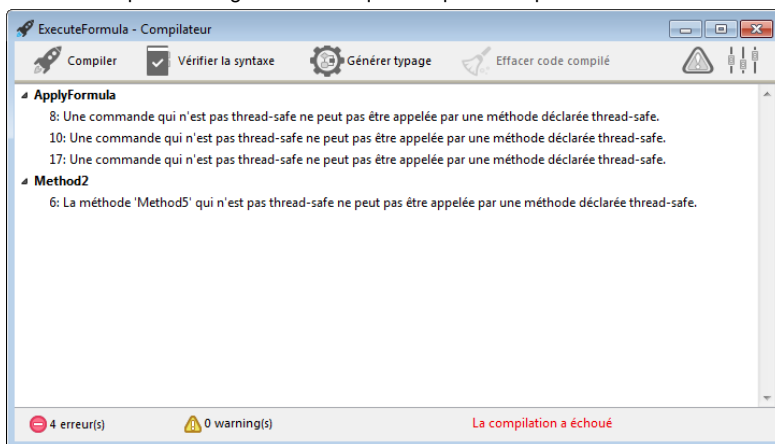 ExecuteFormula - Compilateur
Compiler Vérifier la syntaxe Générer typage Effacer code compilé
ApplyFormula
8: Une commande qui n'est pas thread-safe ne peut pas être appelée par une méthode déclarée thread-safe.
10: Une commande qui n'est pas thread-safe ne peut pas être appelée par une méthode déclarée thread-safe.
17: Une commande qui n'est pas thread-safe ne peut pas être appelée par une méthode déclarée thread-safe.
Method2
6: La méthode 'Method5' qui n'est pas thread-safe ne peut pas être appelée par une méthode déclarée thread-safe.
4 erreur(s) 0 warning(s) La compilation a échoué